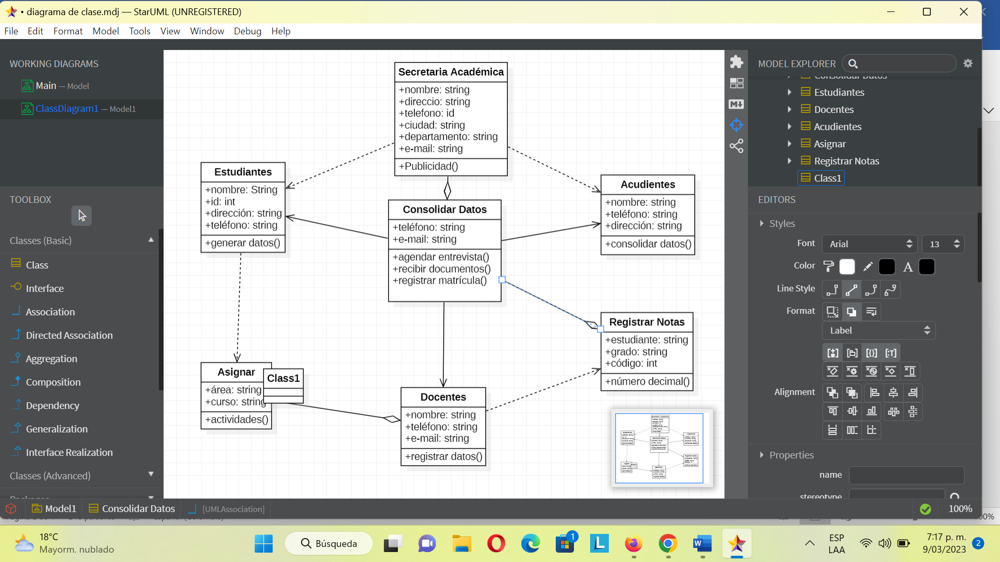 • diagrama de clase.mdj — StarUML (UNREGISTERED)
File Edit Format Model Tools View Window Debug Help
WORKING DIAGRAMS
Main — Model
ClassDiagram1 — Model1
TOOLBOX
Classes (Basic)
Class
Interface
Association
Directed Association
Aggregation
Composition
Dependency
Generalization
Interface Realization
Classes (Advanced)
Packages
Secretaria Académica
+nombre: string
+direccio: string
+telefono: id
+ciudad: string
+departamento: string
+e-mail: string
+Publicidad()
Estudiantes
+nombre: String
+id: int
+dirección: string
+teléfono: string
+generar datos()
Consolidar Datos
+teléfono: string
+e-mail: string
+agendar entrevista()
+recibir documentos()
+registrar matrícula()
Acudientes
+nombre: string
+teléfono: string
+dirección: string
+consolidar datos()
Registrar Notas
+estudiante: string
+grado: string
+código: int
+número decimal()
Asignar
+área: string
+curso: string
+actividades()
Class1
Docentes
+nombre: string
+teléfono: string
+e-mail: string
+registrar datos()
MODEL EXPLORER
Consolidar Datos
Estudiantes
Docentes
Acudientes
Asignar
Registrar Notas
Class1
EDITORS
Styles
Font Arial 13
Color A
Line Style
Format
Label
Alignment
Properties
name
stereotype
Model1 Consolidar Datos [UMLAssociation] 100%
18°C
Mayorm. nublado
Búsqueda
1
L
W
ESP
LAA
7:17 p. m.
9/03/2023
2